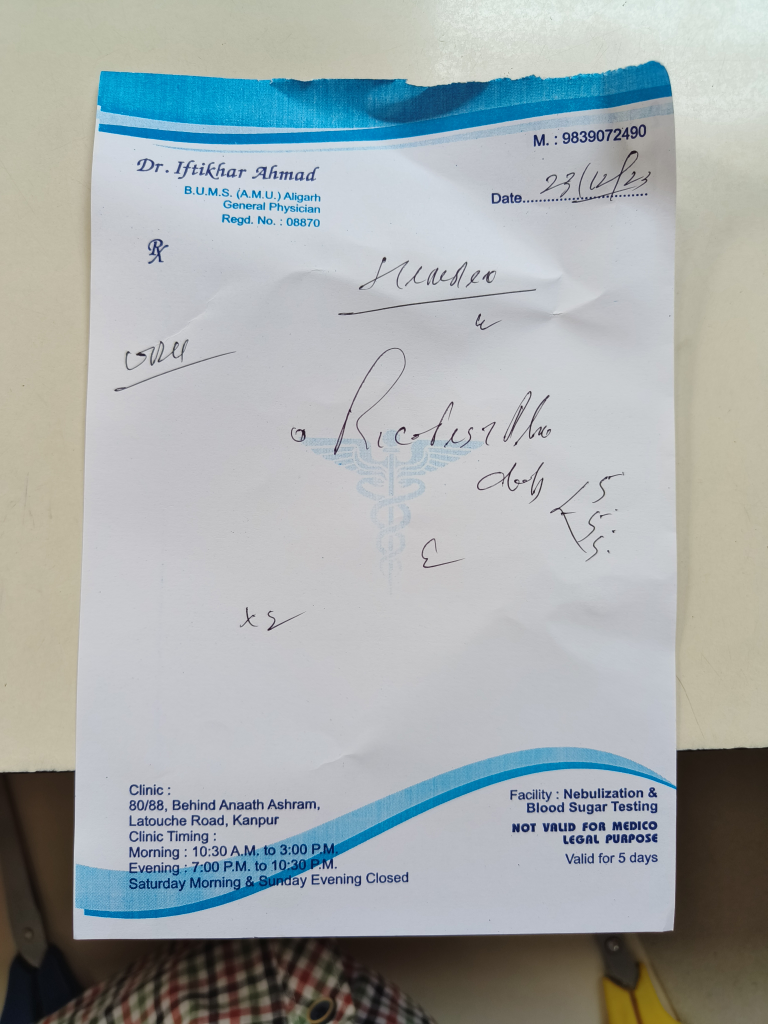 M. : 9839072490
Dr. Iftikhar Ahmad
B.U.M.S. (A.M.U.) Aligarh
General Physician
Regd. No. : 08870
Date 23/12/23
Rx
5
5
5
Clinic :
80/88, Behind Anaath Ashram,
Latouche Road, Kanpur
Clinic Timing :
Morning : 10:30 A.M. to 3:00 P.M.
Evening : 7:00 P.M. to 10:30 P.M.
Saturday Morning & Sunday Evening Closed
Facility : Nebulization &
Blood Sugar Testing
NOT VALID FOR MEDICO
LEGAL PURPOSE
Valid for 5 days